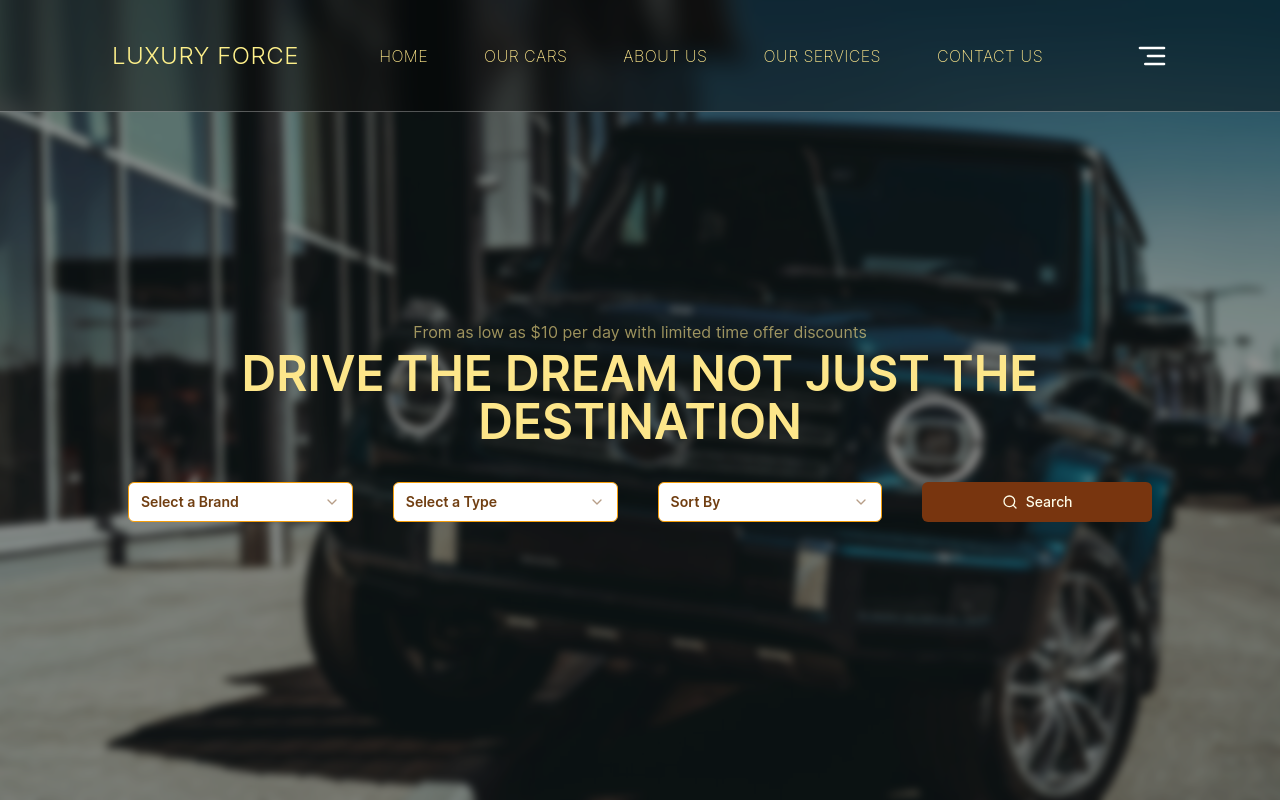 LUXURY FORCE
HOME
OUR CARS
ABOUT US
OUR SERVICES
CONTACT US
From as low as $10 per day with limited time offer discounts
DRIVE THE DREAM NOT JUST THE
DESTINATION
Select a Brand
Select a Type
Sort By
Search